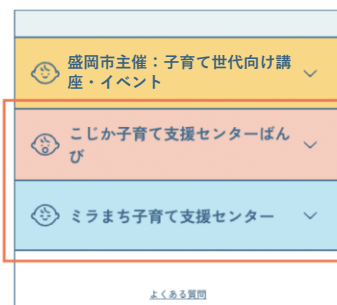 盛岡市主催：子育て世代向け講
座・イベント
こじか子育て支援センターばん
び
ミラまち子育て支援センター
よくある質問